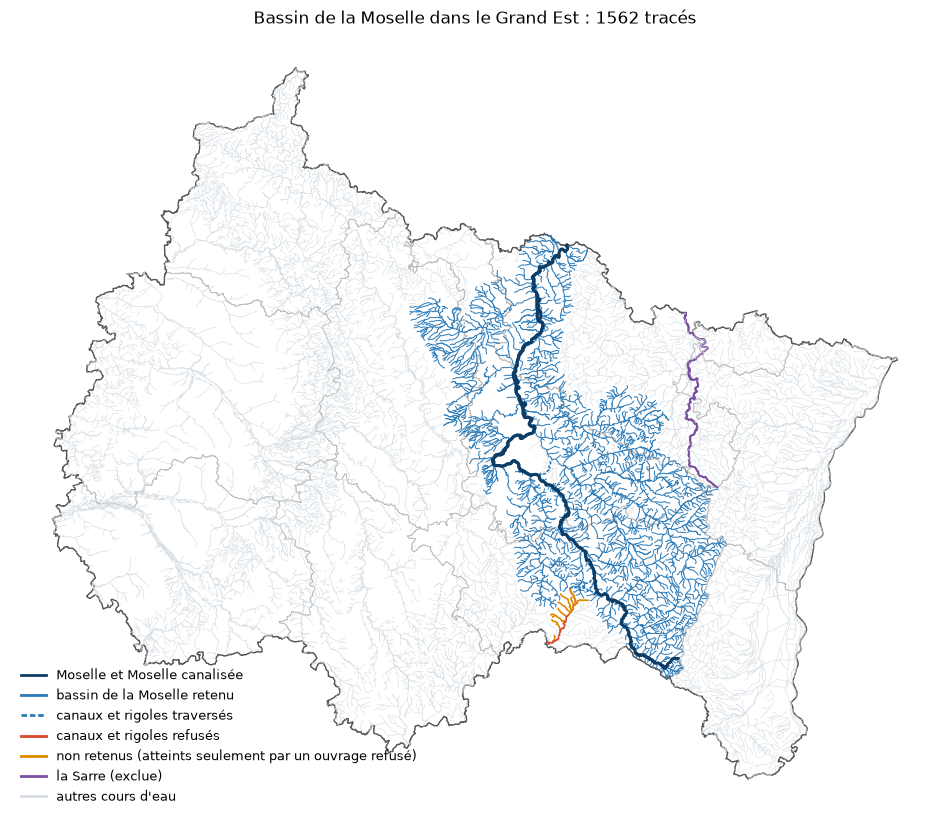 Bassin de la Moselle dans le Grand Est : 1562 tracés
Moselle et Moselle canalisée
bassin de la Moselle retenu
canaux et rigoles traversés
canaux et rigoles refusés
non retenus (atteints seulement par un ouvrage refusé)
la Sarre (exclue)
autres cours d'eau